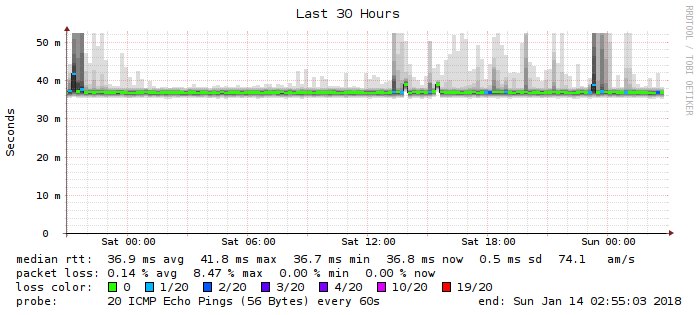 Last 30 Hours
RRDTOOL / TOBI OETIKER
Seconds
50 m
40 m
30 m
20 m
10 m
0
Sat 00:00 Sat 06:00 Sat 12:00 Sat 18:00 Sun 00:00
median rtt: 36.9 ms avg 41.8 ms max 36.7 ms min 36.8 ms now 0.5 ms sd 74.1 am/s
packet loss: 0.14 % avg 8.47 % max 0.00 % min 0.00 % now
loss color: 0 1/20 2/20 3/20 4/20 10/20 19/20
probe: 20 ICMP Echo Pings (56 Bytes) every 60s end: Sun Jan 14 02:55:03 2018